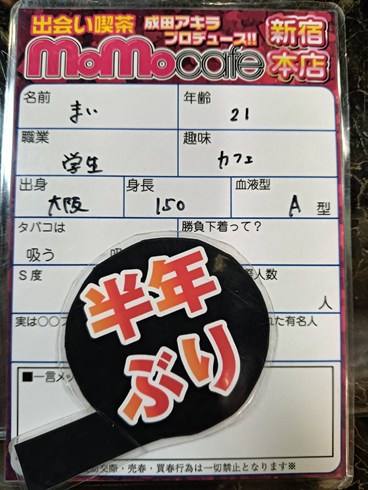 出会い喫茶 成田アキラ プロデュース!! 新宿
MoMocafe 本店
名前 まい 年齢 21
職業 学生 趣味 カフェ
出身 大阪 身長 150 血液型 A 型
タバコは 勝負下着って?
吸う 吸
S度 人数
人
実は○○フ れた有名人
半年
ぶり
■一言メッ
交際・売春・買春行為は一切禁止となります※